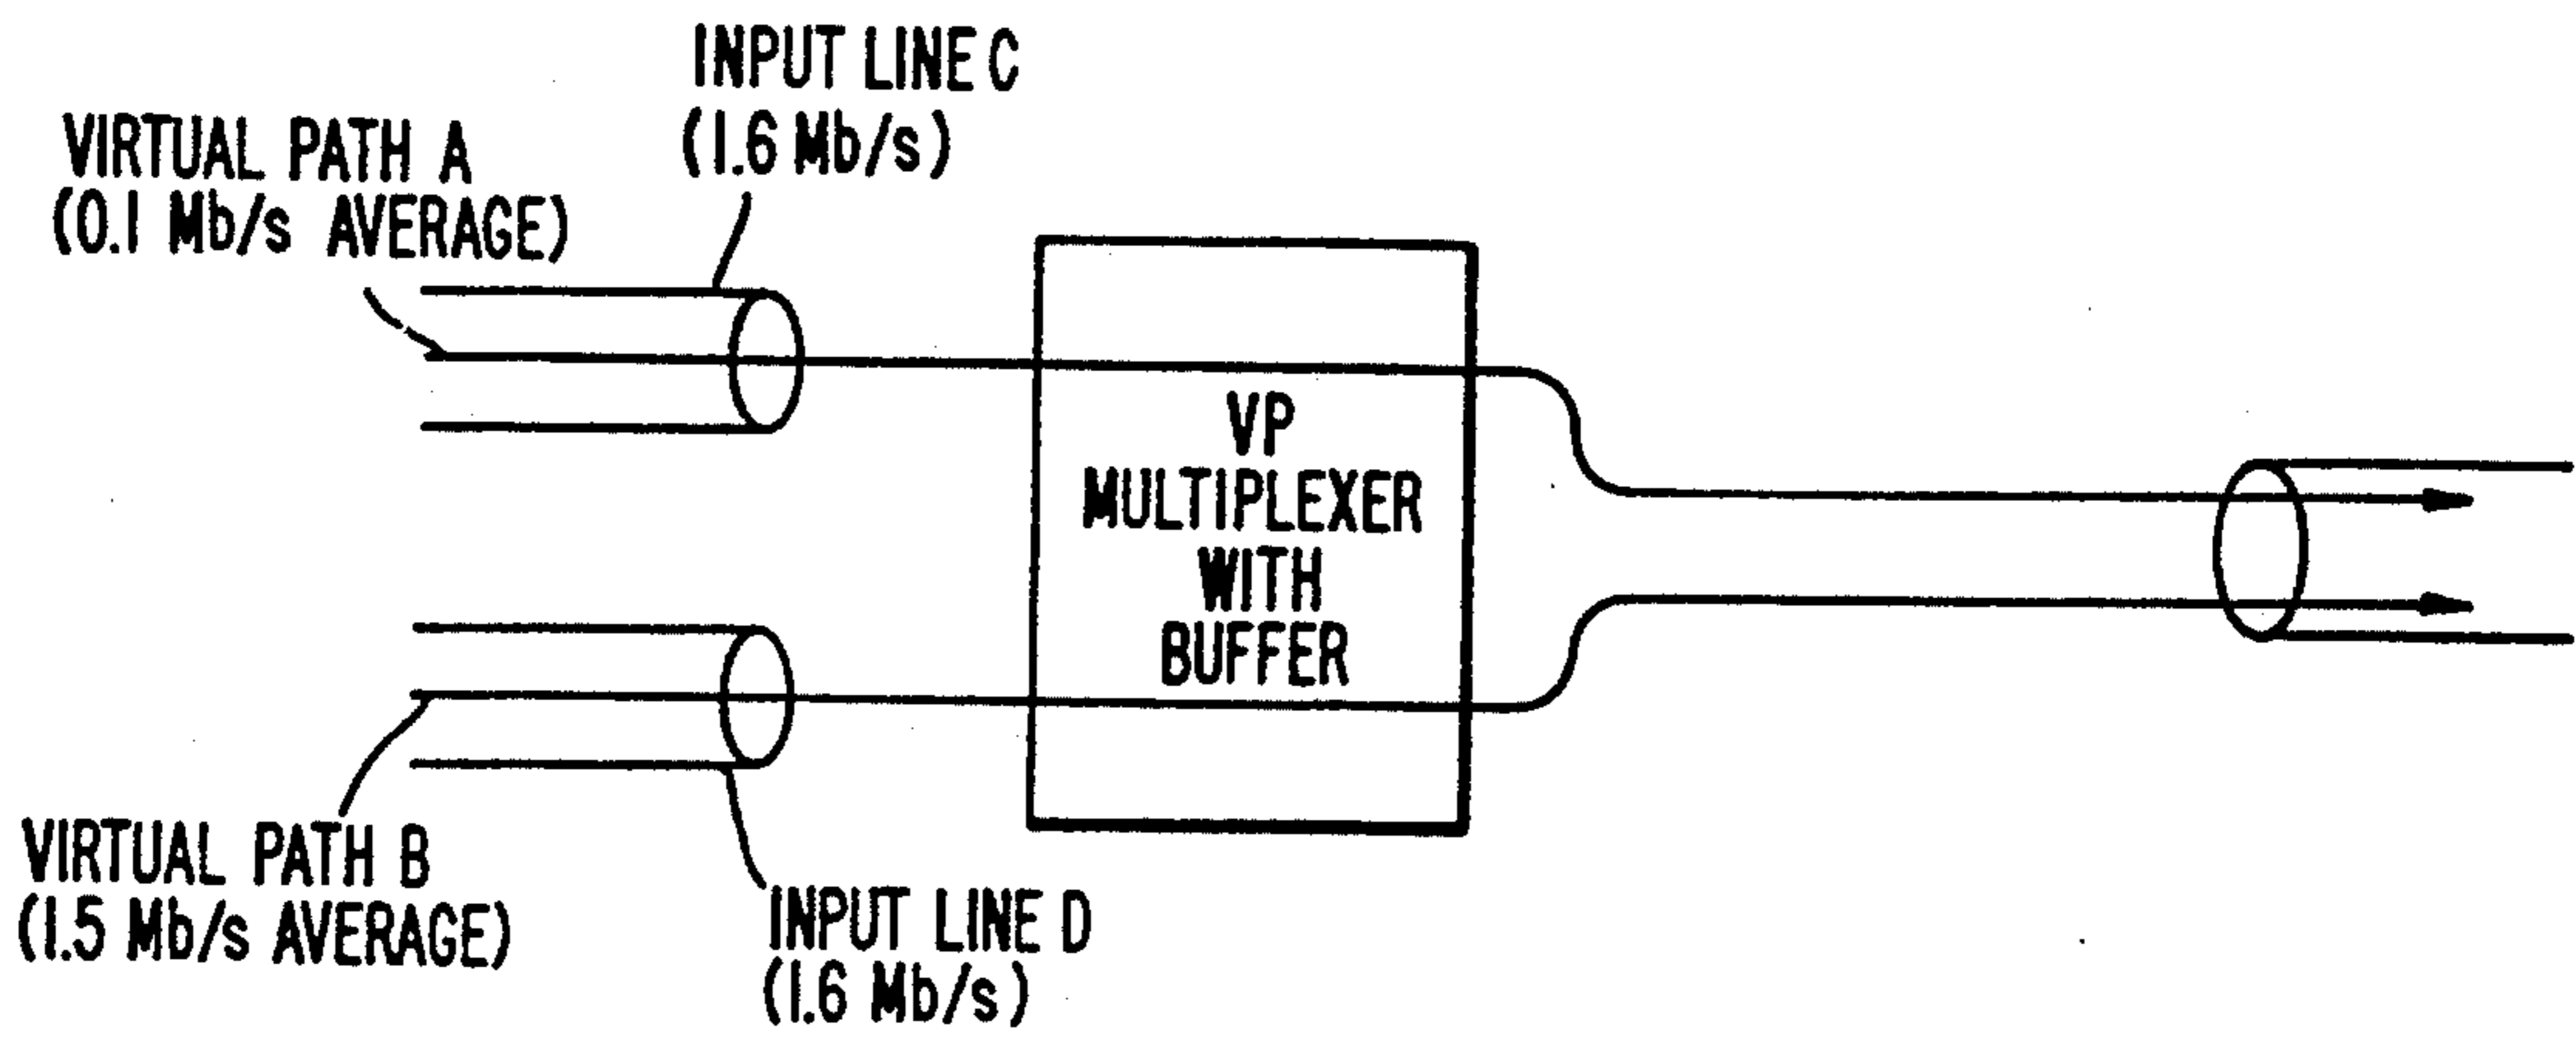 INPUT LINE C
(1.6 Mb/s)
VIRTUAL PATH A
(0.1 Mb/s AVERAGE)
VP
MULTIPLEXER
WITH
BUFFER
VIRTUAL PATH B
(1.5 Mb/s AVERAGE)
INPUT LINE D
(1.6 Mb/s)